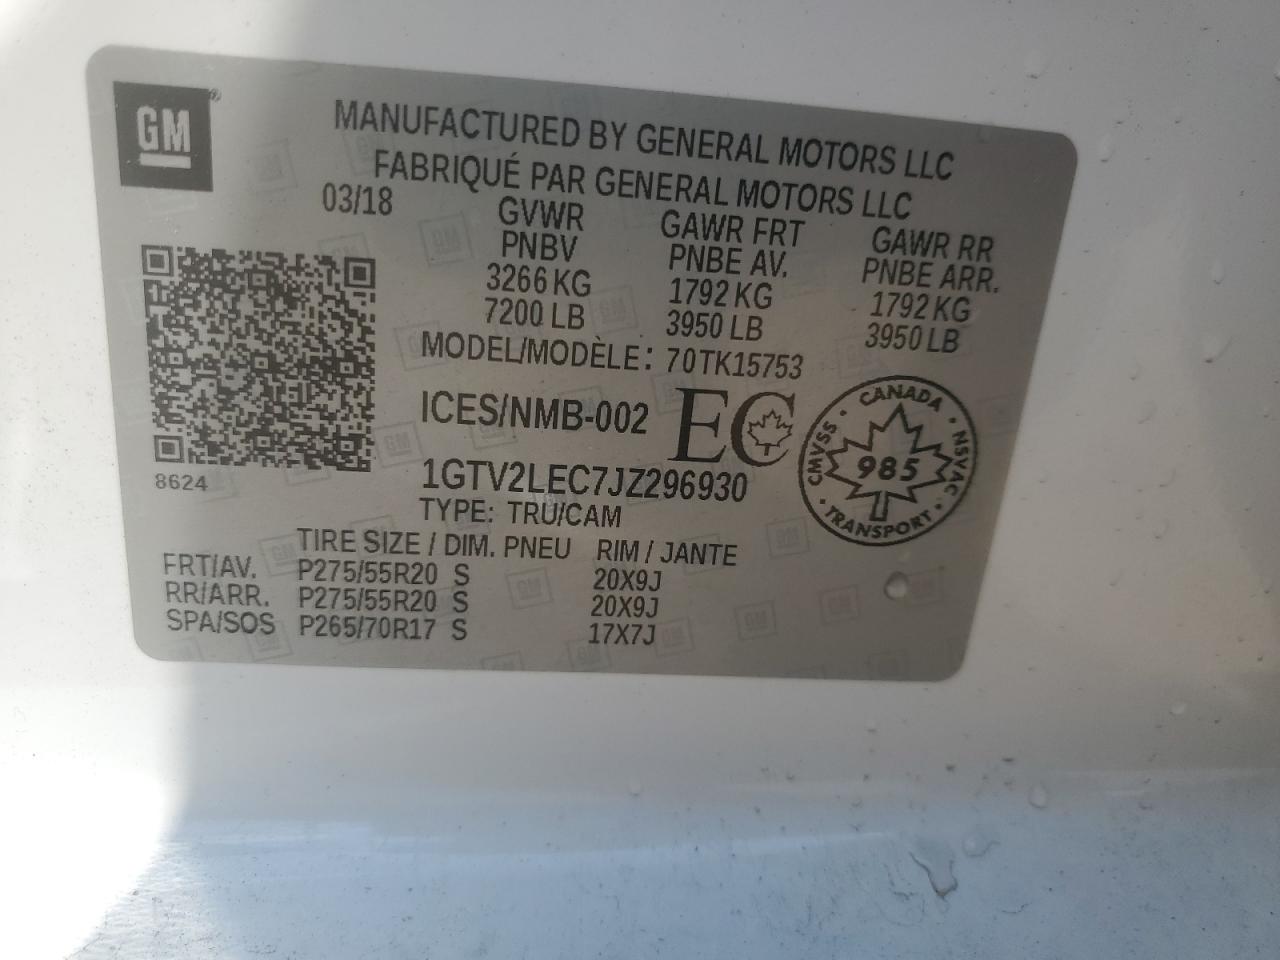 GM
MANUFACTURED BY GENERAL MOTORS LLC
FABRIQUÉ PAR GENERAL MOTORS LLC
03/18 GVWR GAWR FRT GAWR RR
PNBV PNBE AV. PNBE ARR.
3266 KG 1792 KG 1792 KG
7200 LB 3950 LB 3950 LB
MODEL/MODÈLE: 70TK15753
ICES/NMB-002 EC
CANADA
CMVSS 985 NSVAC
TRANSPORT
8624
1GTV2LEC7JZ296930
TYPE: TRU/CAM
TIRE SIZE / DIM. PNEU RIM / JANTE
FRT/AV. P275/55R20 S 20X9J
RR/ARR. P275/55R20 S 20X9J
SPA/SOS P265/70R17 S 17X7J